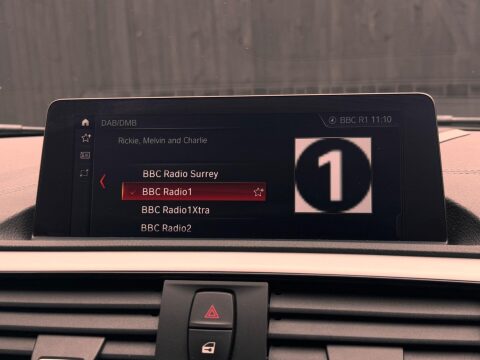 DAB/DMB
BBC R1 11:10
Rickie, Melvin and Charlie
BBC Radio Surrey
BBC Radio1
BBC Radio1Xtra
BBC Radio2
1